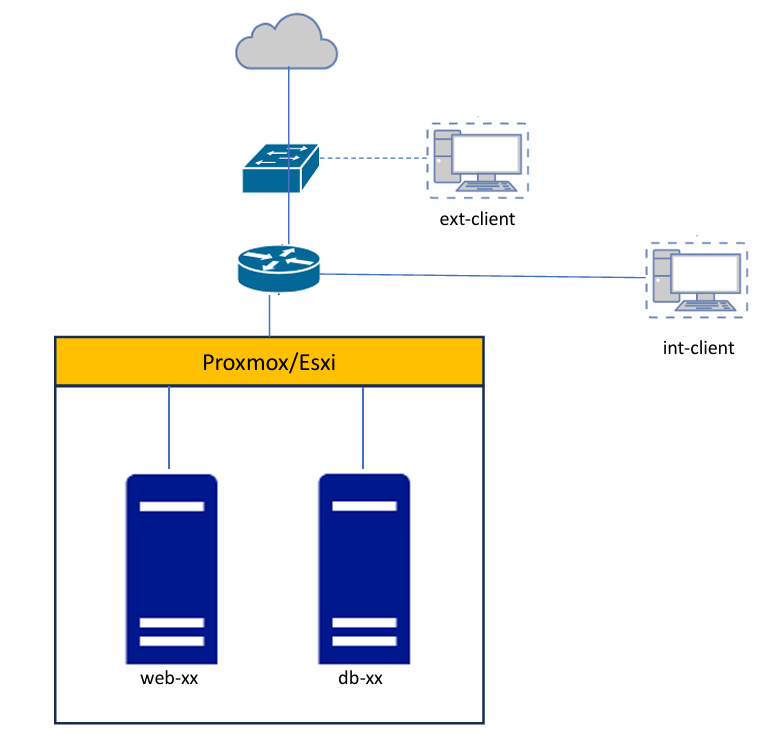 ext-client
int-client
Proxmox/Esxi
web-xx
db-xx